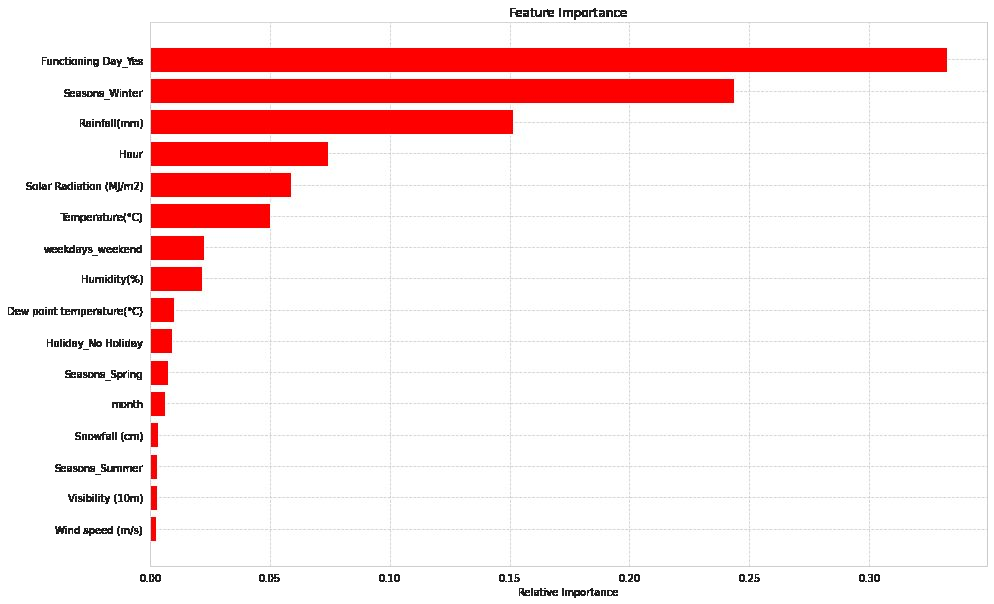 Feature Importance
Functioning Day_Yes
Seasons_Winter
Rainfall(mm)
Hour
Solar Radiation (MJ/m2)
Temperature(°C)
weekdays_weekend
Humidity(%)
Dew point temperature(°C)
Holiday_No Holiday
Seasons_Spring
month
Snowfall (cm)
Seasons_Summer
Visibility (10m)
Wind speed (m/s)
0.00 0.05 0.10 0.15 0.20 0.25 0.30
Relative Importance